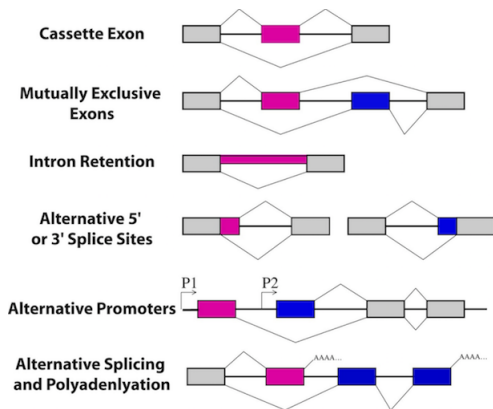 Cassette Exon
Mutually Exclusive
Exons
Intron Retention
Alternative 5'
or 3' Splice Sites
P1
P2
Alternative Promoters
AAAA...
AAAA...
Alternative Splicing
and Polyadenlyation